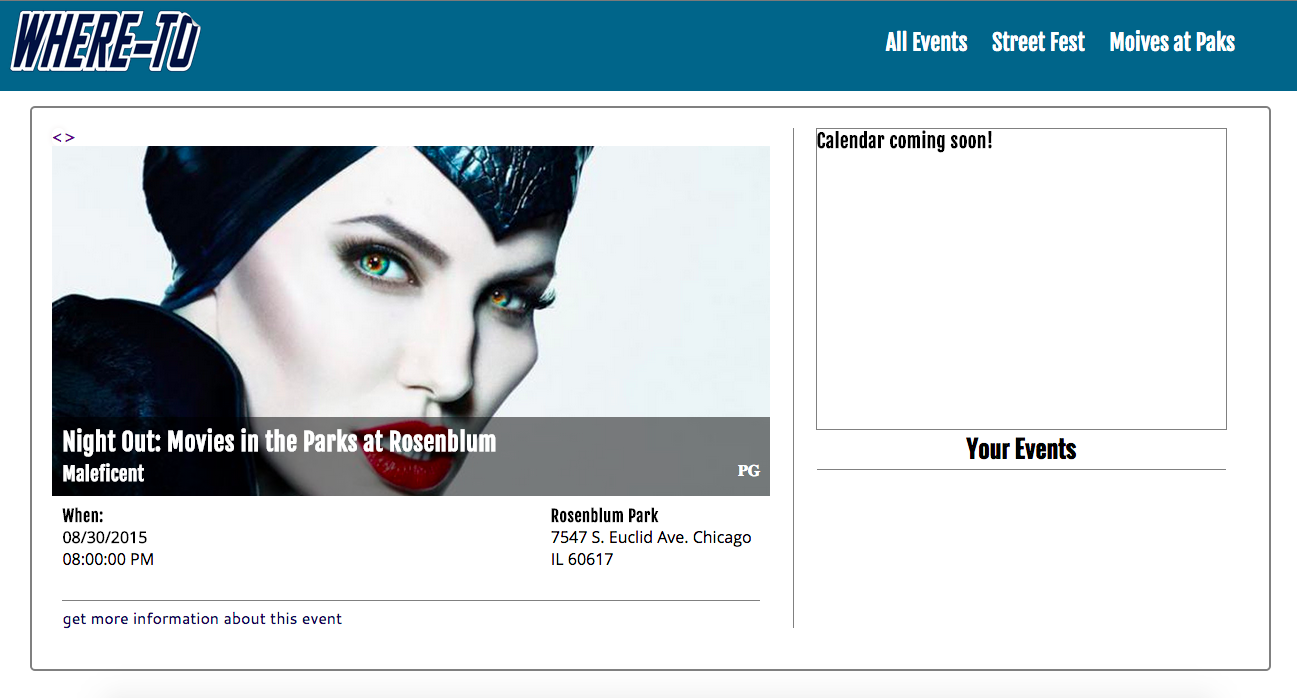 WHERE-TO
All Events Street Fest Moives at Paks
< >
Night Out: Movies in the Parks at Rosenblum
Maleficent
PG
When:
08/30/2015
08:00:00 PM
Rosenblum Park
7547 S. Euclid Ave. Chicago
IL 60617
get more information about this event
Calendar coming soon!
Your Events